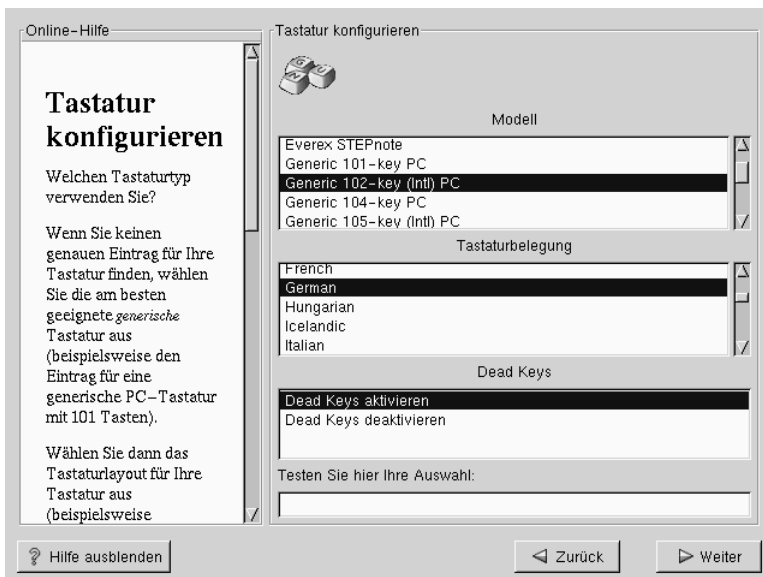 Online-Hilfe
Tastatur
konfigurieren
Welchen Tastaturtyp
verwenden Sie?
Wenn Sie keinen
genauen Eintrag für Ihre
Tastatur finden, wählen
Sie die am besten
geeignete generische
Tastatur aus
(beispielsweise den
Eintrag für eine
generische PC-Tastatur
mit 101 Tasten).
Wählen Sie dann das
Tastaturlayout für Ihre
Tastatur aus
(beispielsweise
Tastatur konfigurieren
G
N
U
Modell
Everex STEPnote
Generic 101-key PC
Generic 102-key (Intl) PC
Generic 104-key PC
Generic 105-key (Intl) PC
Tastaturbelegung
French
German
Hungarian
Icelandic
Italian
Dead Keys
Dead Keys aktivieren
Dead Keys deaktivieren
Testen Sie hier Ihre Auswahl:
? Hilfe ausblenden
Zurück
Weiter